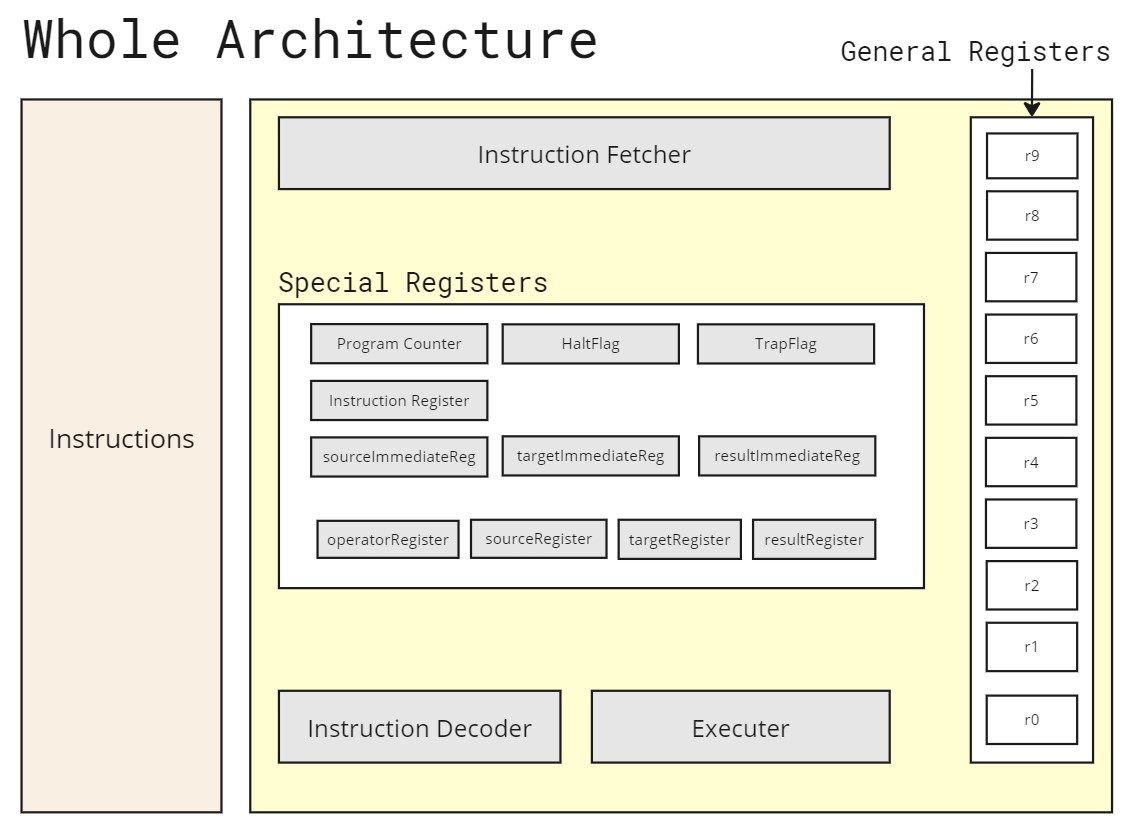 Whole Architecture
General Registers
Instructions
Instruction Fetcher
Special Registers
Program Counter
HaltFlag
TrapFlag
Instruction Register
sourceImmediateReg
targetImmediateReg
resultImmediateReg
operatorRegister
sourceRegister
targetRegister
resultRegister
Instruction Decoder
Executer
r9
r8
r7
r6
r5
r4
r3
r2
r1
r0